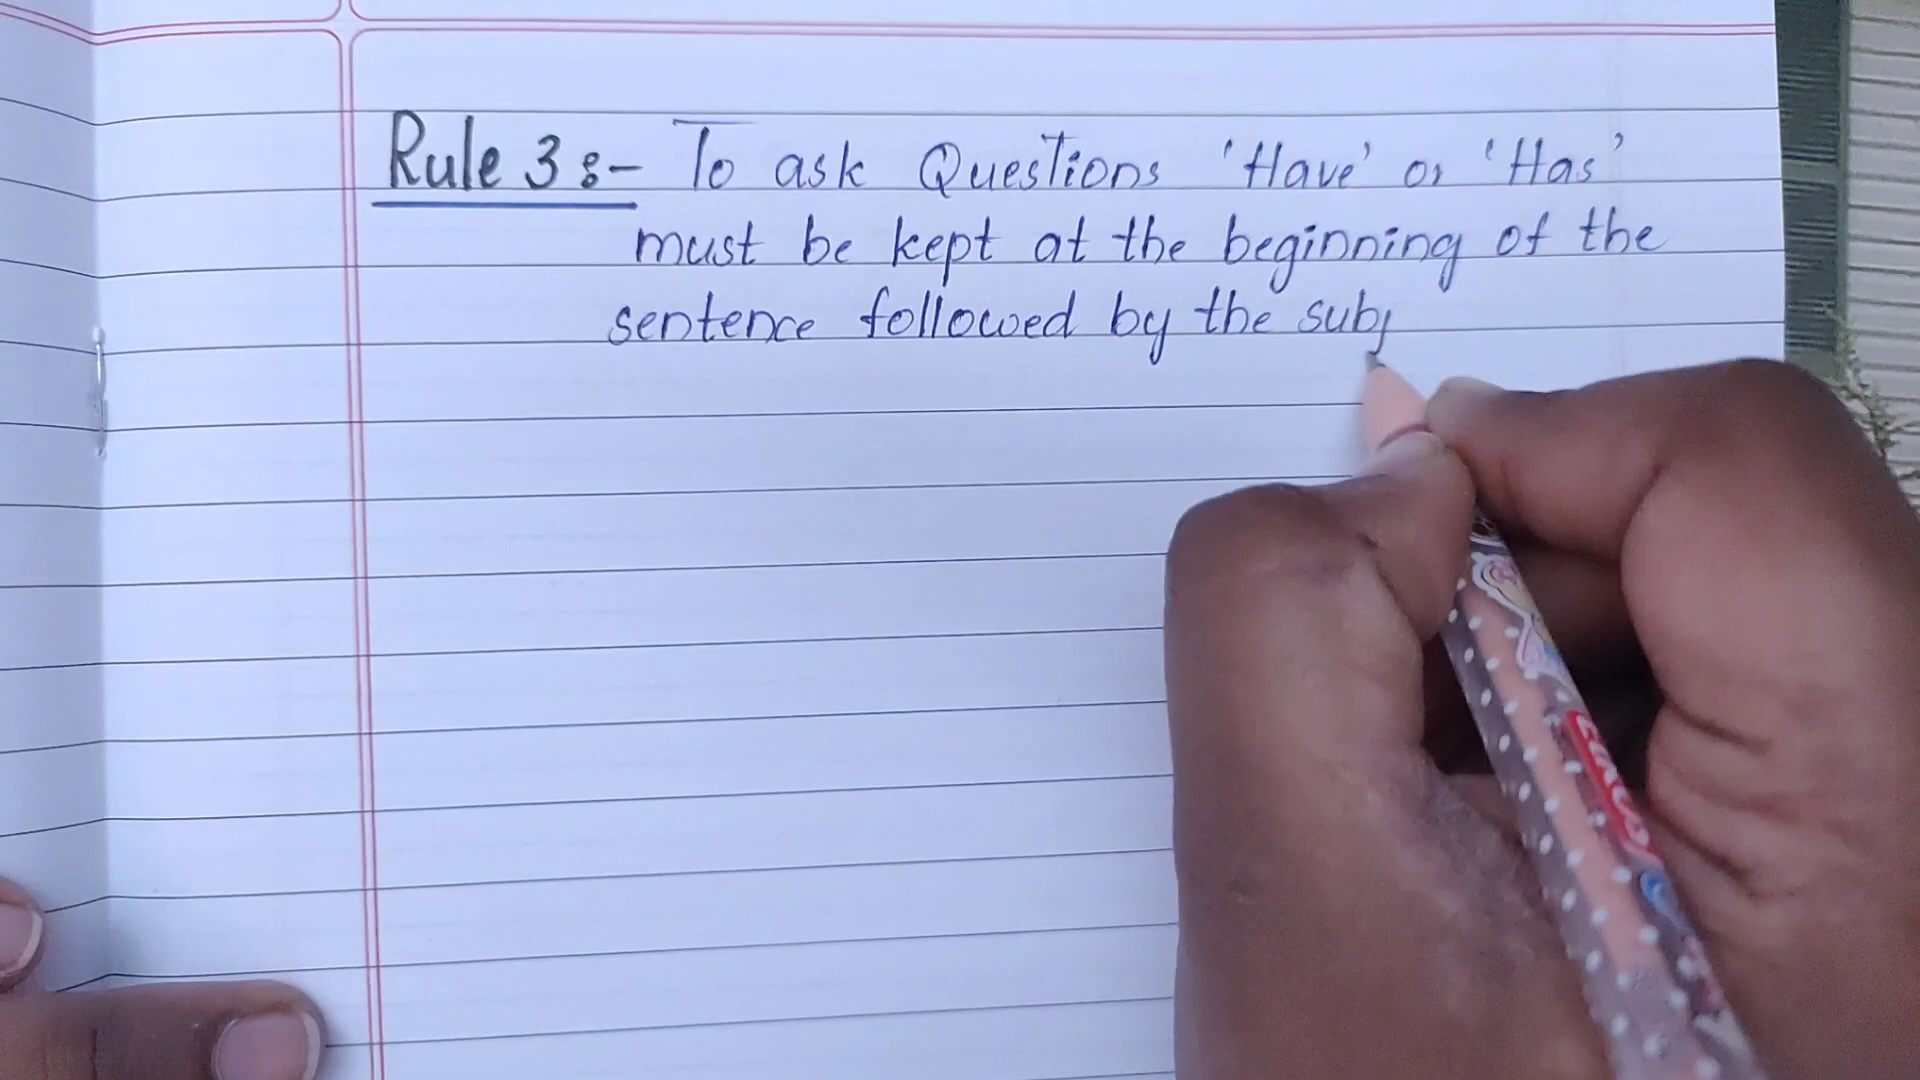 Rule 3 :- To ask Questions 'Have' or 'Has'
must be kept at the beginning of the
sentence followed by the subj